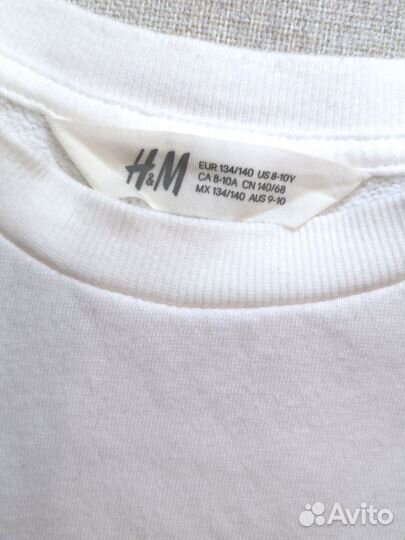 H&M
EUR 134/140 US 8-10Y
CA 8-10A CN 140/68
MX 134/140 AUS 9-10
Avito